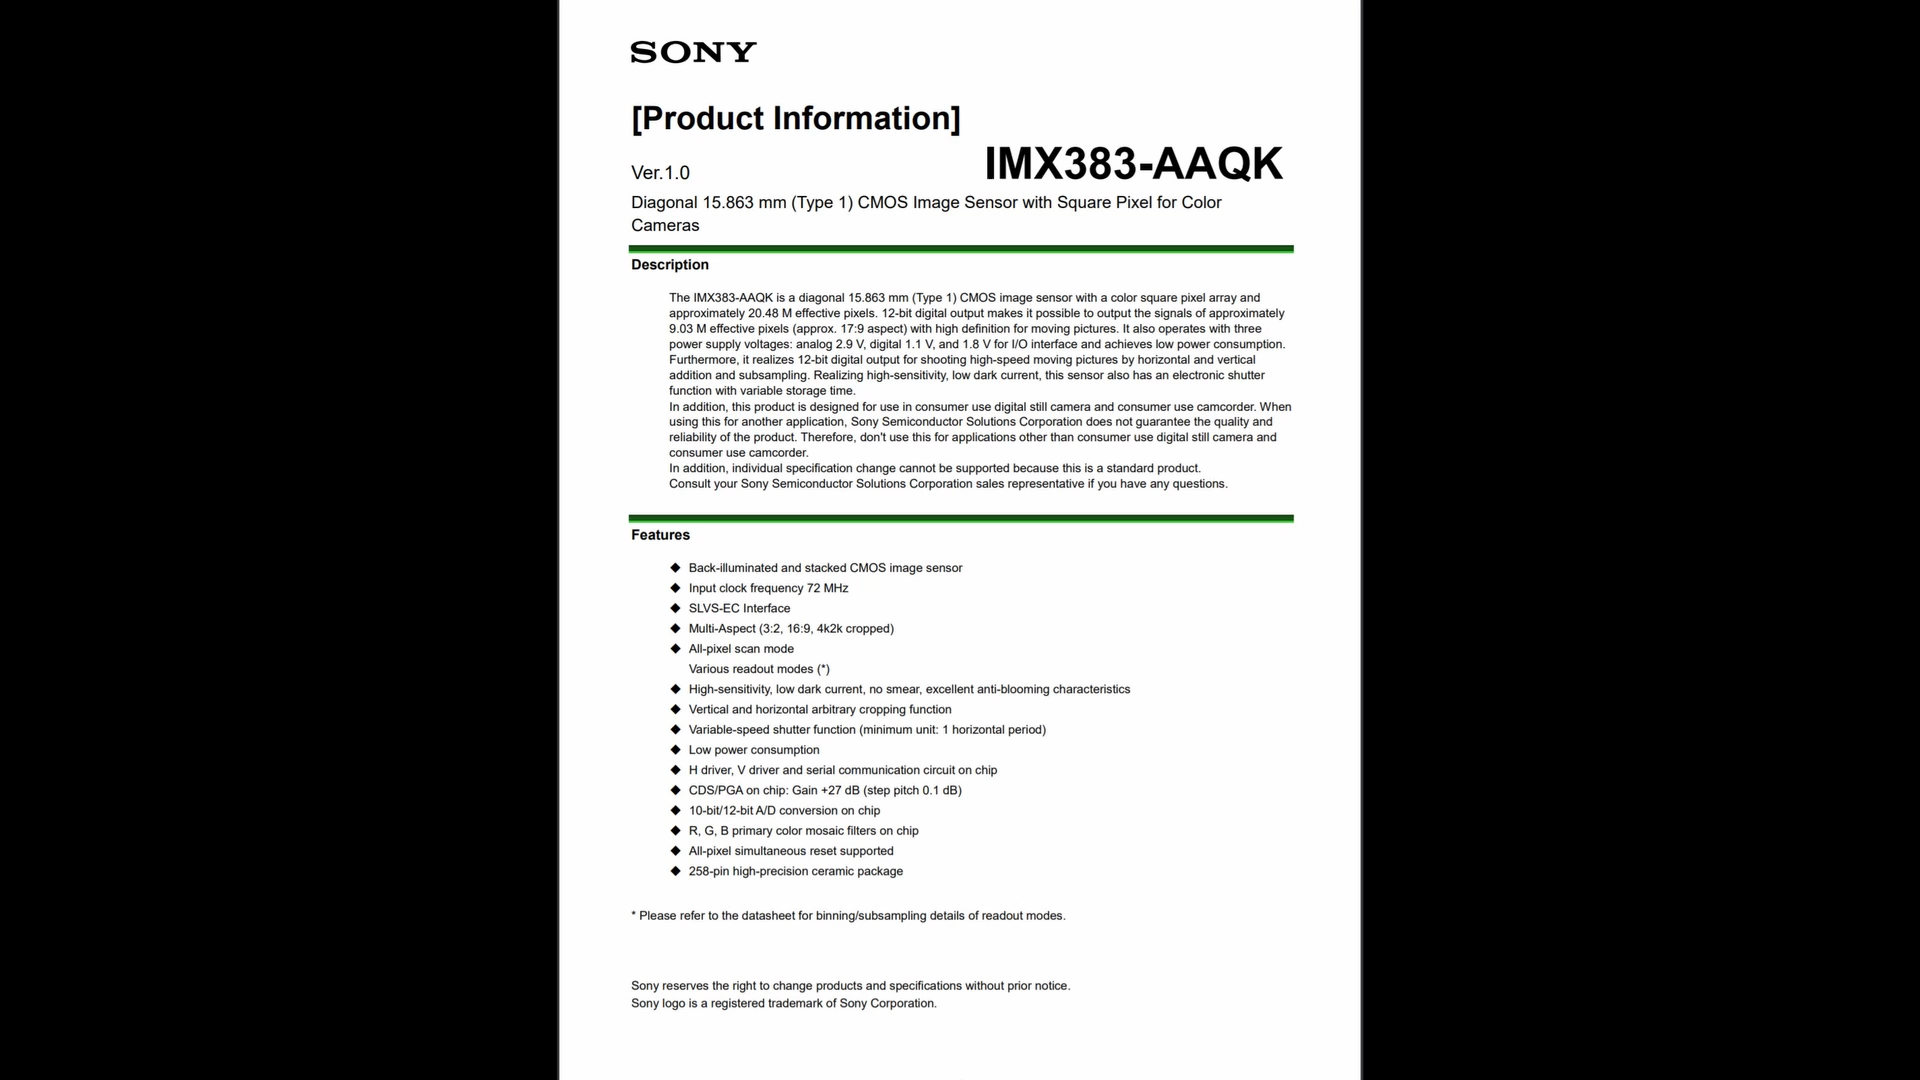 SONY
[Product Information]
IMX383-AAQK
Ver.1.0
Diagonal 15.863 mm (Type 1) CMOS Image Sensor with Square Pixel for Color
Cameras
Description
The IMX383-AAQK is a diagonal 15.863 mm (Type 1) CMOS image sensor with a color square pixel array and
approximately 20.48 M effective pixels. 12-bit digital output makes it possible to output the signals of approximately
9.03 M effective pixels (approx. 17:9 aspect) with high definition for moving pictures. It also operates with three
power supply voltages: analog 2.9 V, digital 1.1 V, and 1.8 V for I/O interface and achieves low power consumption.
Furthermore, it realizes 12-bit digital output for shooting high-speed moving pictures by horizontal and vertical
addition and subsampling. Realizing high-sensitivity, low dark current, this sensor also has an electronic shutter
function with variable storage time.
In addition, this product is designed for use in consumer use digital still camera and consumer use camcorder. When
using this for another application, Sony Semiconductor Solutions Corporation does not guarantee the quality and
reliability of the product. Therefore, don't use this for applications other than consumer use digital still camera and
consumer use camcorder.
In addition, individual specification change cannot be supported because this is a standard product.
Consult your Sony Semiconductor Solutions Corporation sales representative if you have any questions.
Features
◆ Back-illuminated and stacked CMOS image sensor
◆ Input clock frequency 72 MHz
◆ SLVS-EC Interface
◆ Multi-Aspect (3:2, 16:9, 4k2k cropped)
◆ All-pixel scan mode
Various readout modes (*)
◆ High-sensitivity, low dark current, no smear, excellent anti-blooming characteristics
◆ Vertical and horizontal arbitrary cropping function
◆ Variable-speed shutter function (minimum unit: 1 horizontal period)
◆ Low power consumption
◆ H driver, V driver and serial communication circuit on chip
◆ CDS/PGA on chip: Gain +27 dB (step pitch 0.1 dB)
◆ 10-bit/12-bit A/D conversion on chip
◆ R, G, B primary color mosaic filters on chip
◆ All-pixel simultaneous reset supported
◆ 258-pin high-precision ceramic package
* Please refer to the datasheet for binning/subsampling details of readout modes.
Sony reserves the right to change products and specifications without prior notice.
Sony logo is a registered trademark of Sony Corporation.